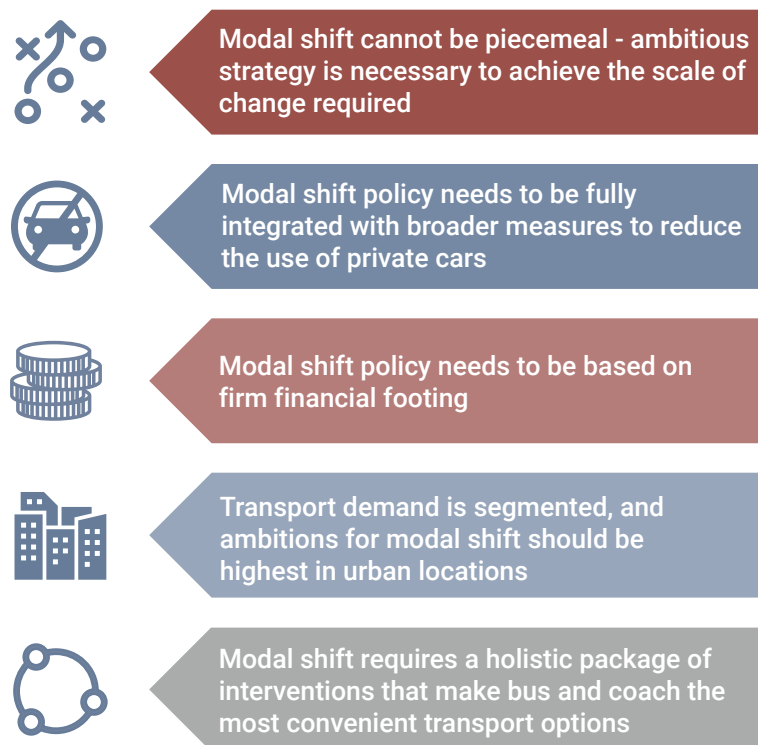 Modal shift cannot be piecemeal - ambitious
strategy is necessary to achieve the scale of
change required
Modal shift policy needs to be fully
integrated with broader measures to reduce
the use of private cars
Modal shift policy needs to be based on
firm financial footing
Transport demand is segmented, and
ambitions for modal shift should be
highest in urban locations
Modal shift requires a holistic package of
interventions that make bus and coach the
most convenient transport options